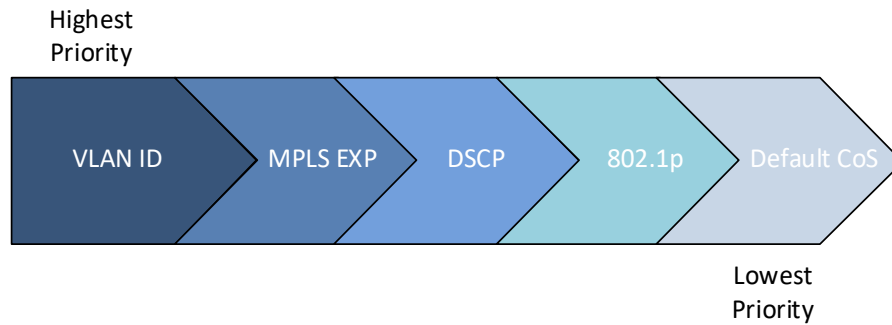 Highest
Priority
VLAN ID
MPLS EXP
DSCP
802.1p
Default CoS
Lowest
Priority